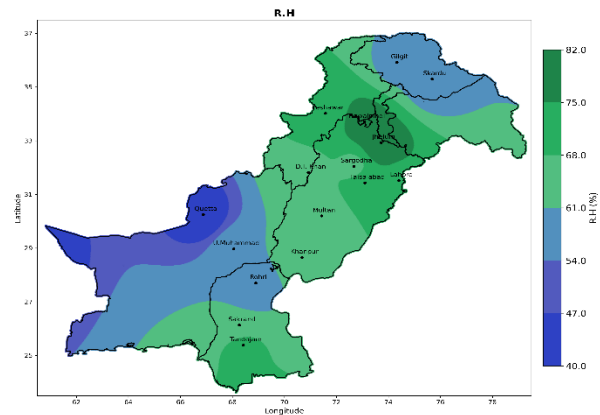 R.H
37
35
33
31
29
27
25
Latitude
62
64
66
68
70
72
74
76
78
Longitude
Gilgit
Skardu
Peshawar
Jhelum
Sargodha
D.I. Khan
Faisalabad
Lahore
Multan
Quetta
U.Muhammad
Khanpur
Rohri
Sakrand
Tandojam
82.0
75.0
68.0
61.0
54.0
47.0
40.0
R.H (%)